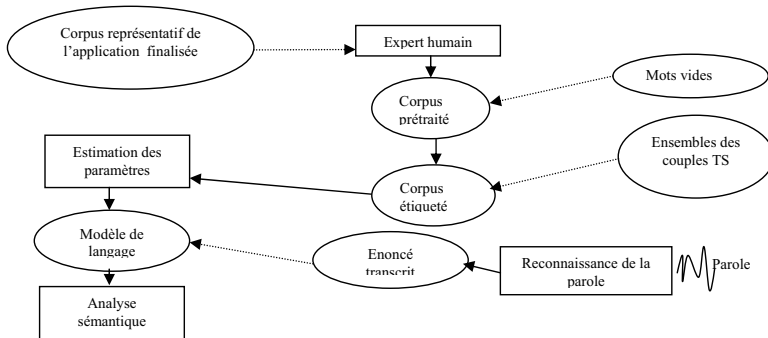 Corpus représentatif de
l'application finalisée
Expert humain
Corpus
prétraité
Mots vides
Estimation des
paramètres
Ensembles des
couples TS
Corpus
étiqueté
Modèle de
langage
Enoncé
transcrit
Reconnaissance de la
parole
Parole
Analyse
sémantique